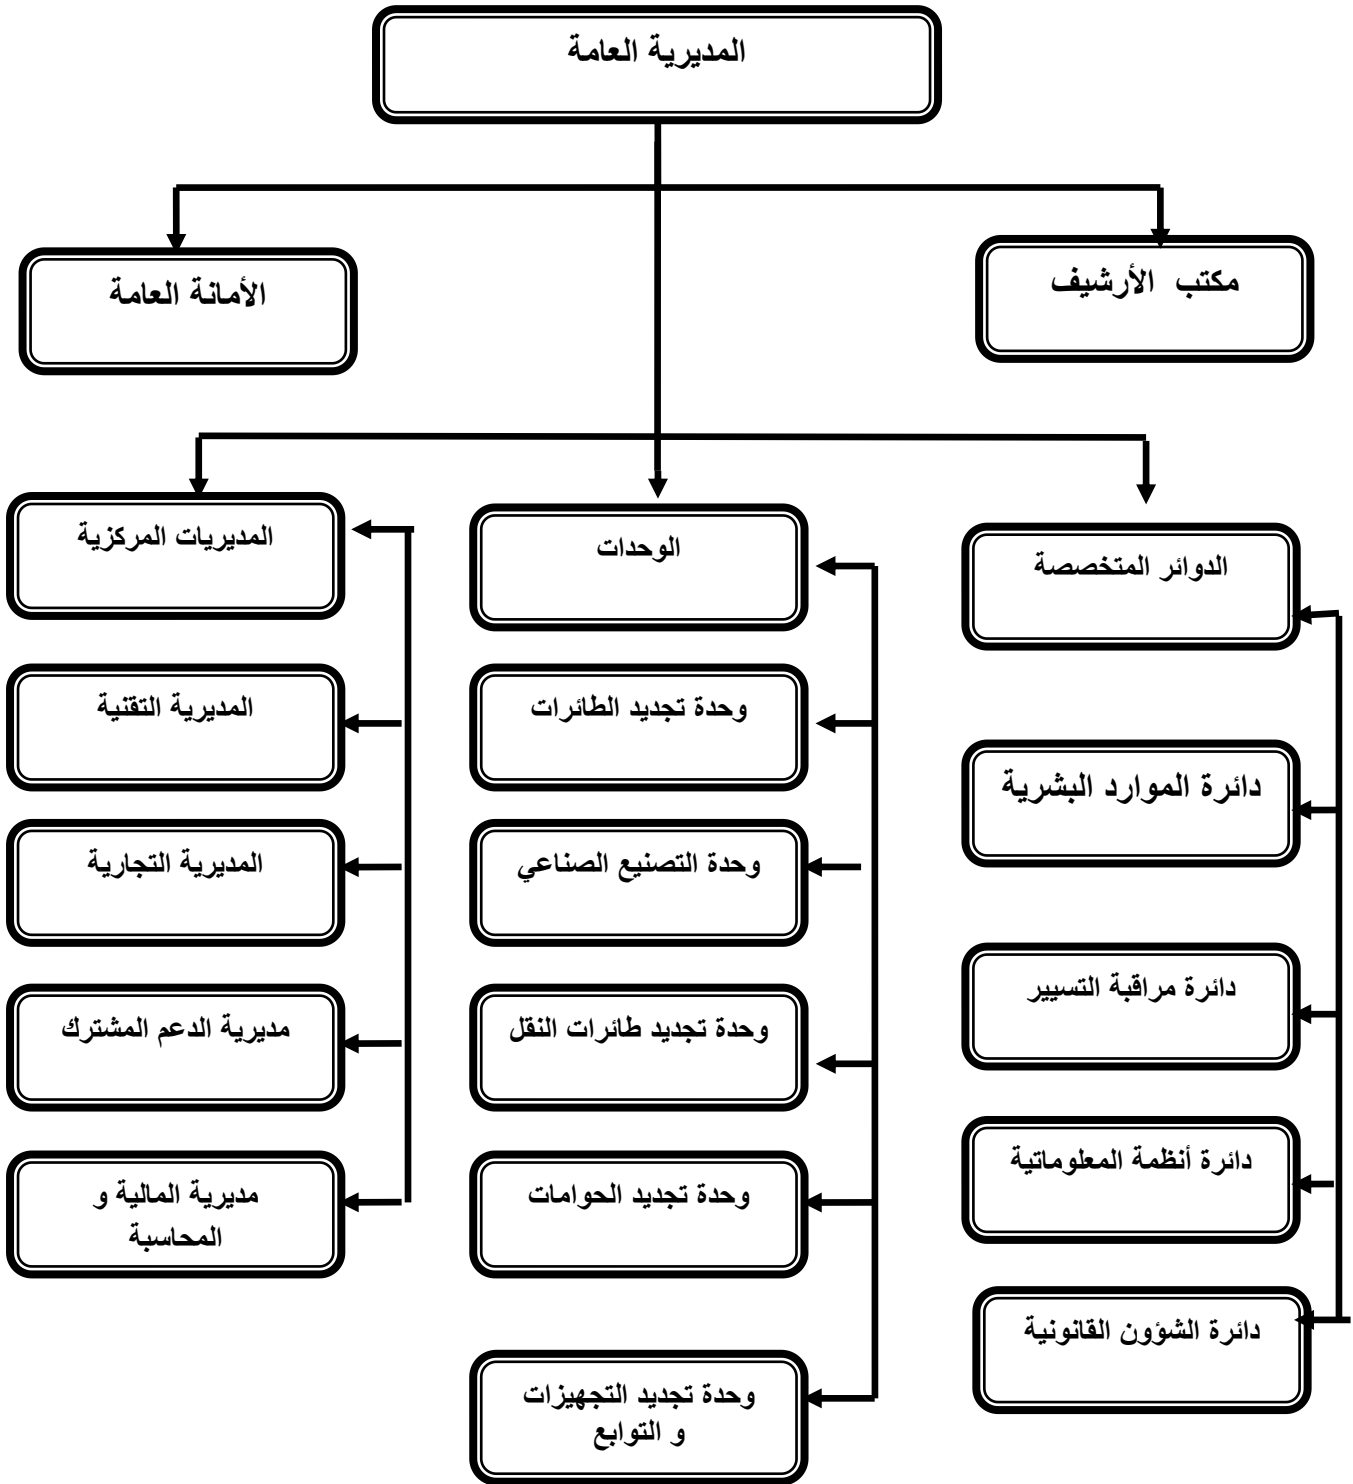 المديرية العامة
مكتب الأرشيف
الأمانة العامة
الدوائر المتخصصة
دائرة الموارد البشرية
دائرة مراقبة التسيير
دائرة أنظمة المعلوماتية
دائرة الشؤون القانونية
الوحدات
وحدة تجديد الطائرات
وحدة التصنيع الصناعي
وحدة تجديد طائرات النقل
وحدة تجديد الحوامات
وحدة تجديد التجهيزات
و التوابع
المديريات المركزية
المديرية التقنية
المديرية التجارية
مديرية الدعم المشترك
مديرية المالية و
المحاسبة